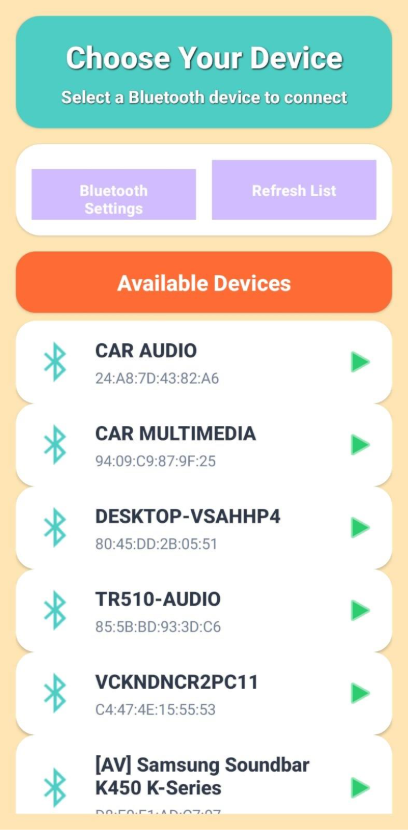 Choose Your Device
Select a Bluetooth device to connect
Bluetooth
Settings
Refresh List
Available Devices
CAR AUDIO
24:A8:7D:43:82:A6
CAR MULTIMEDIA
94:09:C9:87:9F:25
DESKTOP-VSAHHP4
80:45:DD:2B:05:51
TR510-AUDIO
85:5B:BD:93:3D:C6
VCKNDNCR2PC11
C4:47:4E:15:55:53
[AV] Samsung Soundbar
K450 K-Series